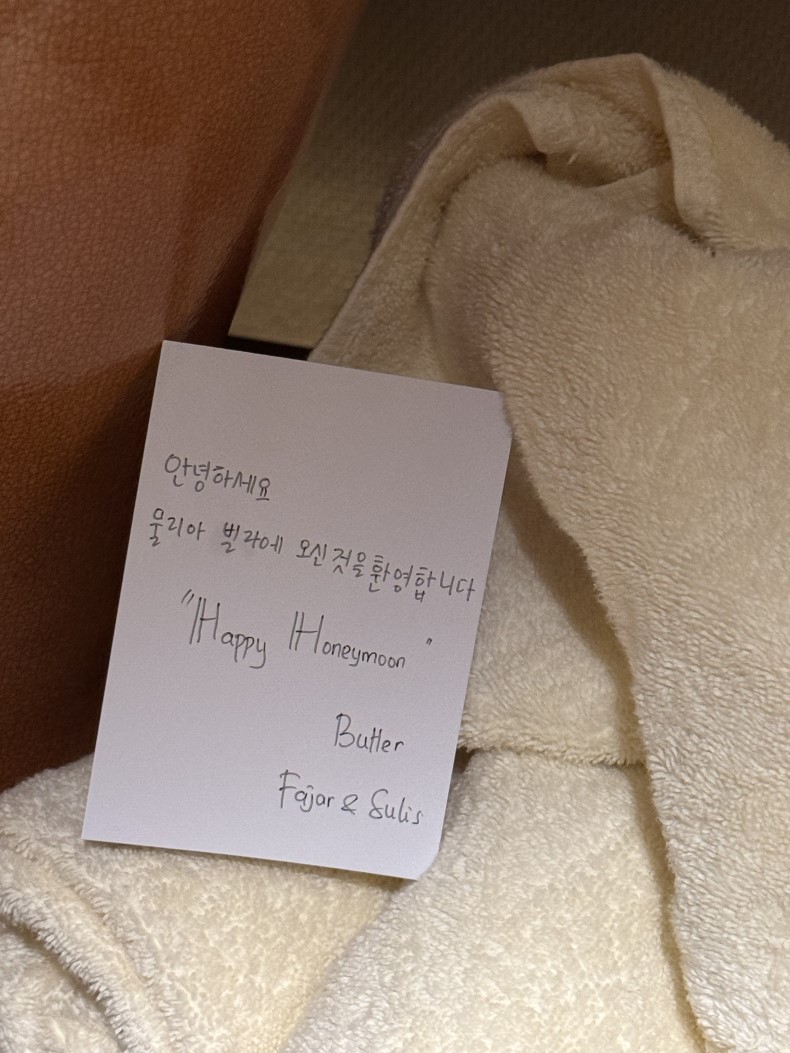 안녕하세요
물리아 빌라에 오신것을환영합니다
"Happy Honeymoon"
Butler
Fajar & Sulis